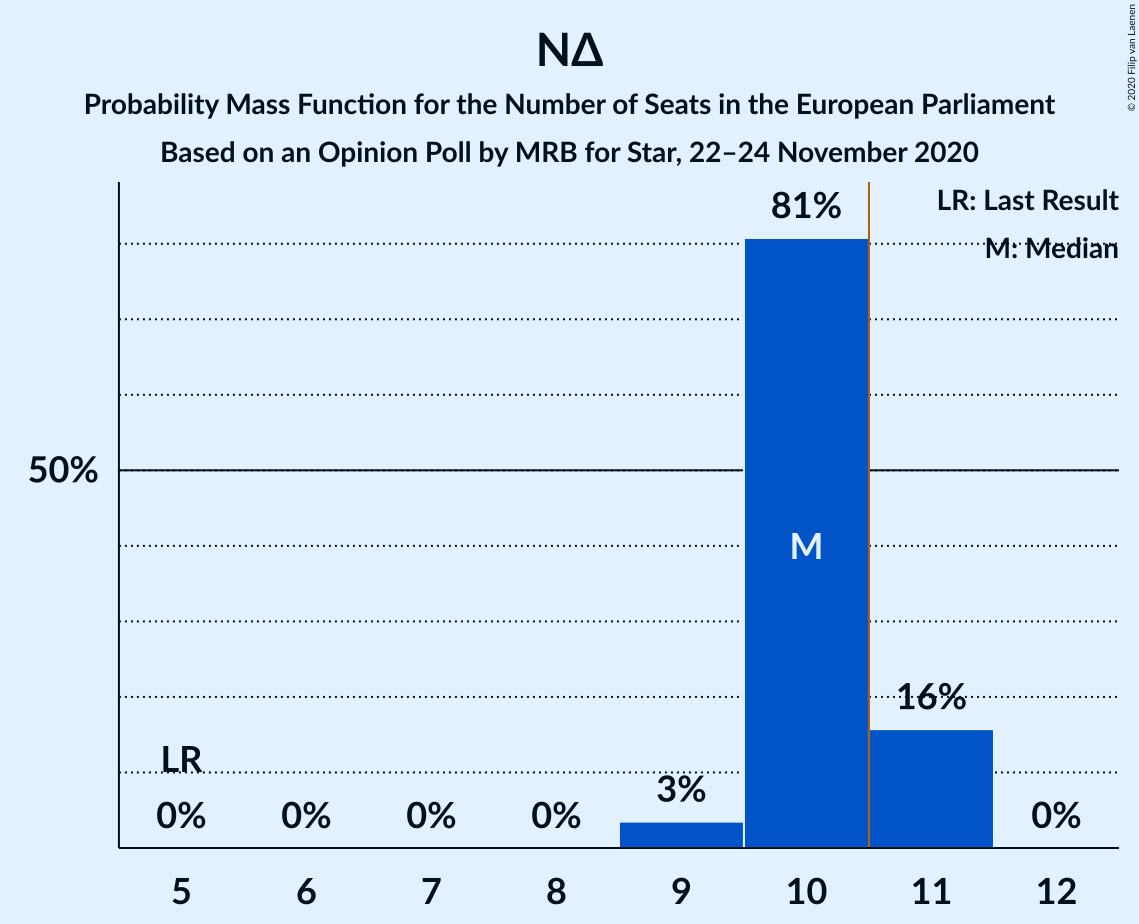 ΝΔ
Probability Mass Function for the Number of Seats in the European Parliament
Based on an Opinion Poll by MRB for Star, 22–24 November 2020
© 2020 Filip van Laenen
LR: Last Result
M: Median
81%
50%
M
16%
LR
3%
0% 0% 0% 0% 0%
5 6 7 8 9 10 11 12